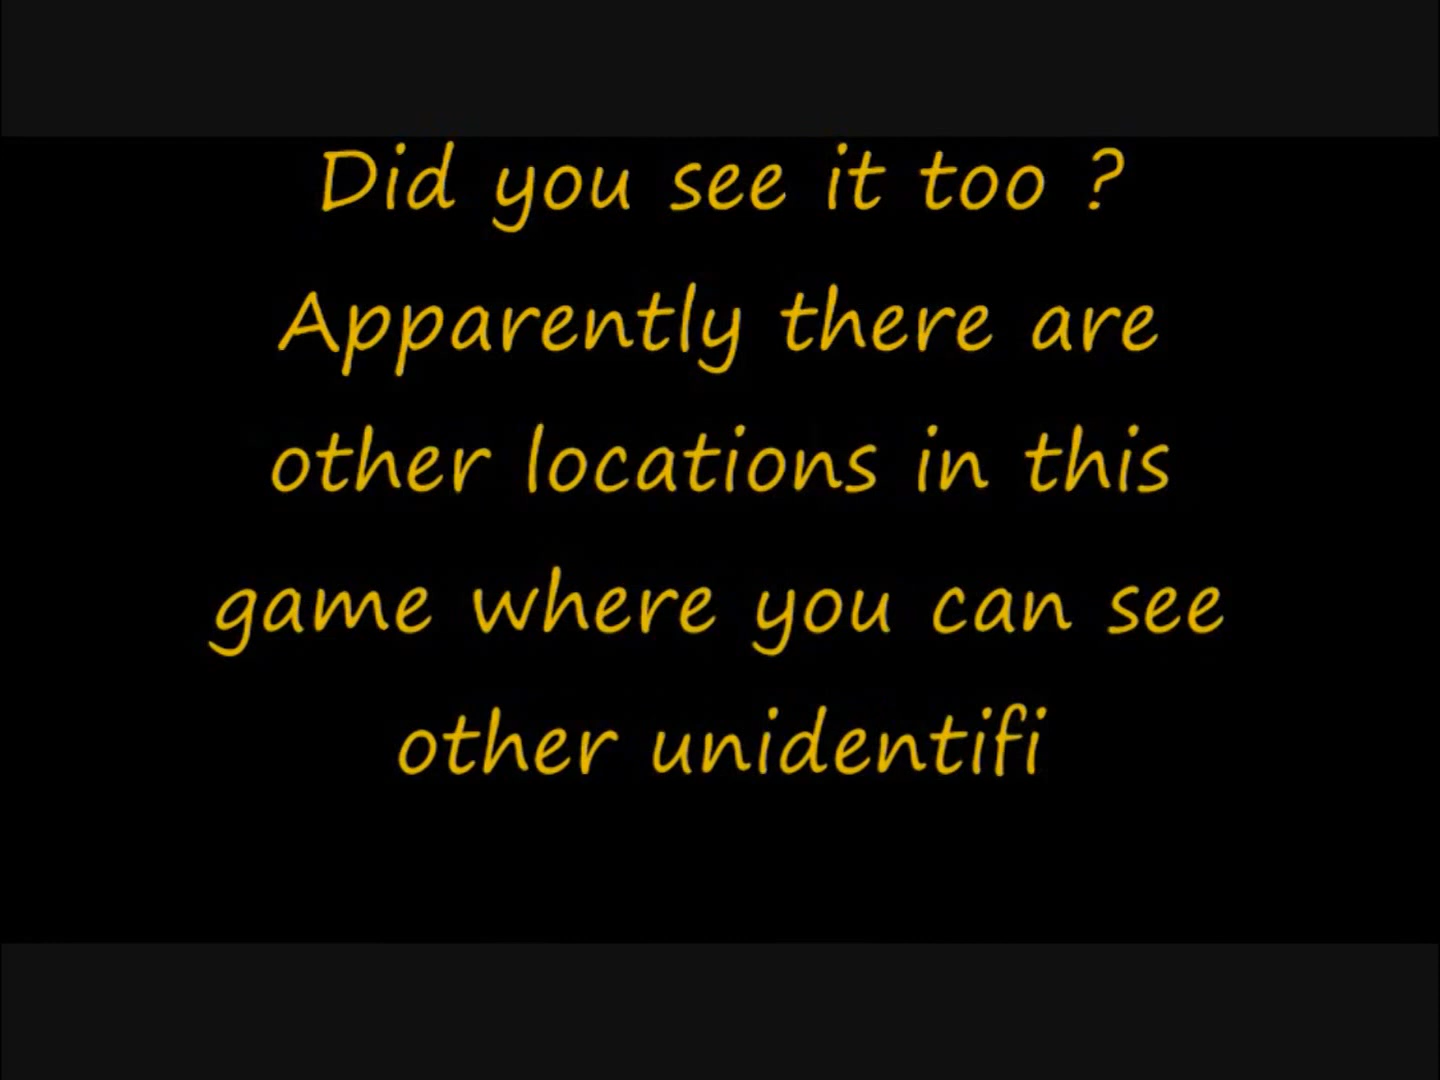 Did you see it too ?
Apparently there are
other locations in this
game where you can see
other unidentifi